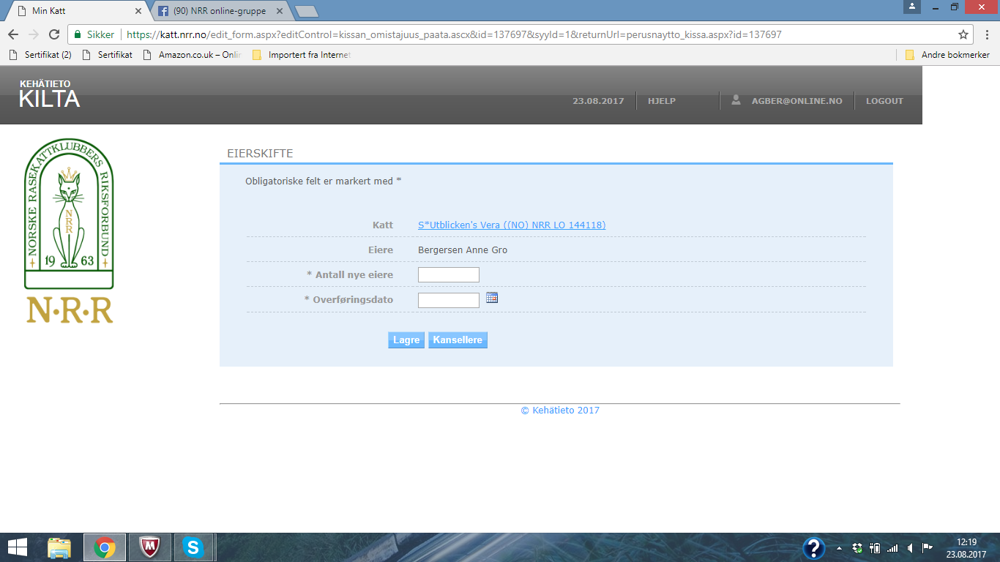 Min Katt
(90) NRR online-gruppe
Sikker https://katt.nrr.no/edit_form.aspx?editControl=kissan_omistajuus_paata.ascx&id=137697&syyId=1&returnUrl=perusnaytto_kissa.aspx?id=137697
Sertifikat (2) Sertifikat Amazon.co.uk – Onlin Importert fra Internet Andre bokmerker
KEHÄTIETO
KILTA
23.08.2017 HJELP AGBER@ONLINE.NO LOGOUT
NORSKE RASEKATTKLUBBERS RIKSFORBUND
NRR
1963
N·R·R
EIERSKIFTE
Obligatoriske felt er markert med *
Katt S*Utblicken's Vera ((NO) NRR LO 144118)
Eiere Bergersen Anne Gro
* Antall nye eiere
* Overføringsdato
Lagre Kansellere
© Kehätieto 2017
12:19
23.08.2017